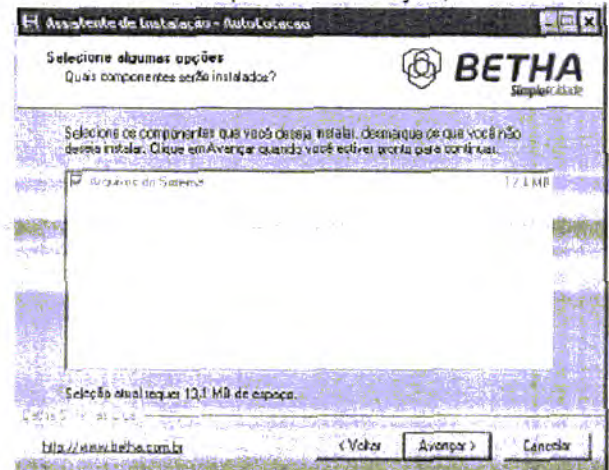 Assistente de Instalação - AutoCotacao
Selecione algumas opções
Quais componentes serão instalados?
BETHA
Simplicidade
Selecione os componentes que você deseja instalar, desmarque os que você não
deseja instalar. Clique em Avançar quando você estiver pronto para continuar.
Arquivos do Sistema
MB
Seleção atual requer 13,1 MB de espaço.
http://www.betha.com.br
< Voltar
Avançar >
Cancelar